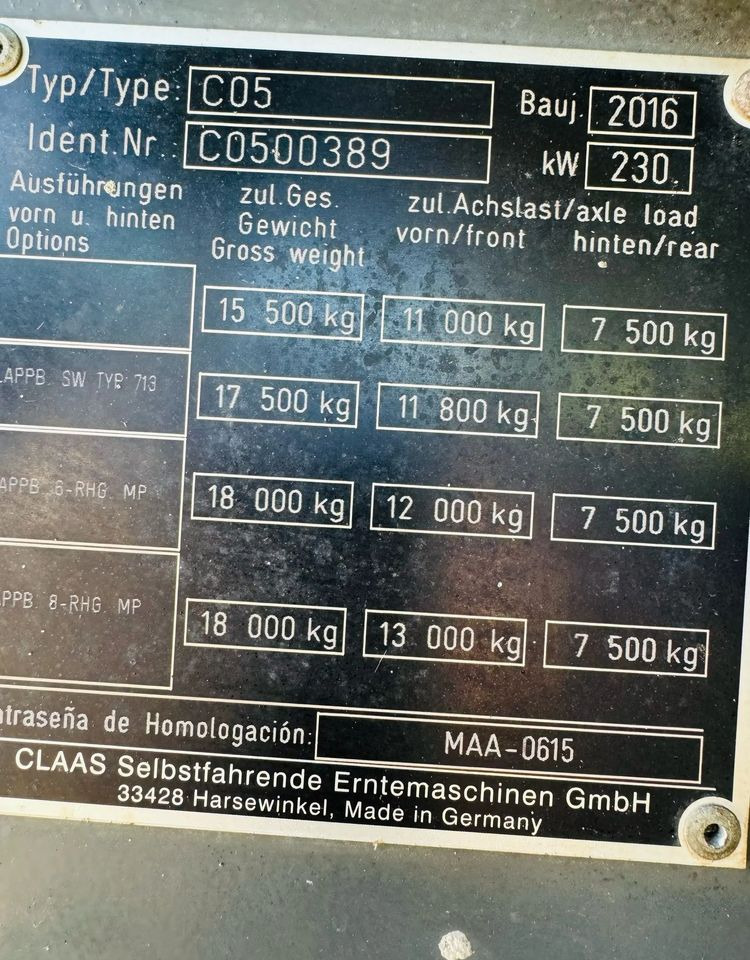 Typ/Type: C05 Bauj. 2016
Ident.Nr C0500389 kW 230
Ausführungen vorn u. hinten Options
zul.Ges. Gewicht Gross weight
zul.Achslast/axle load
vorn/front hinten/rear
15 500 kg 11 000 kg 7 500 kg
SW TYP 713 17 500 kg 11 800 kg 7 500 kg
6-RHG. MP 18 000 kg 12 000 kg 7 500 kg
8-RHG. MP 18 000 kg 13 000 kg 7 500 kg
de Homologación: MAA-0615
CLAAS Selbstfahrende Erntemaschinen GmbH
33428 Harsewinkel, Made in Germany